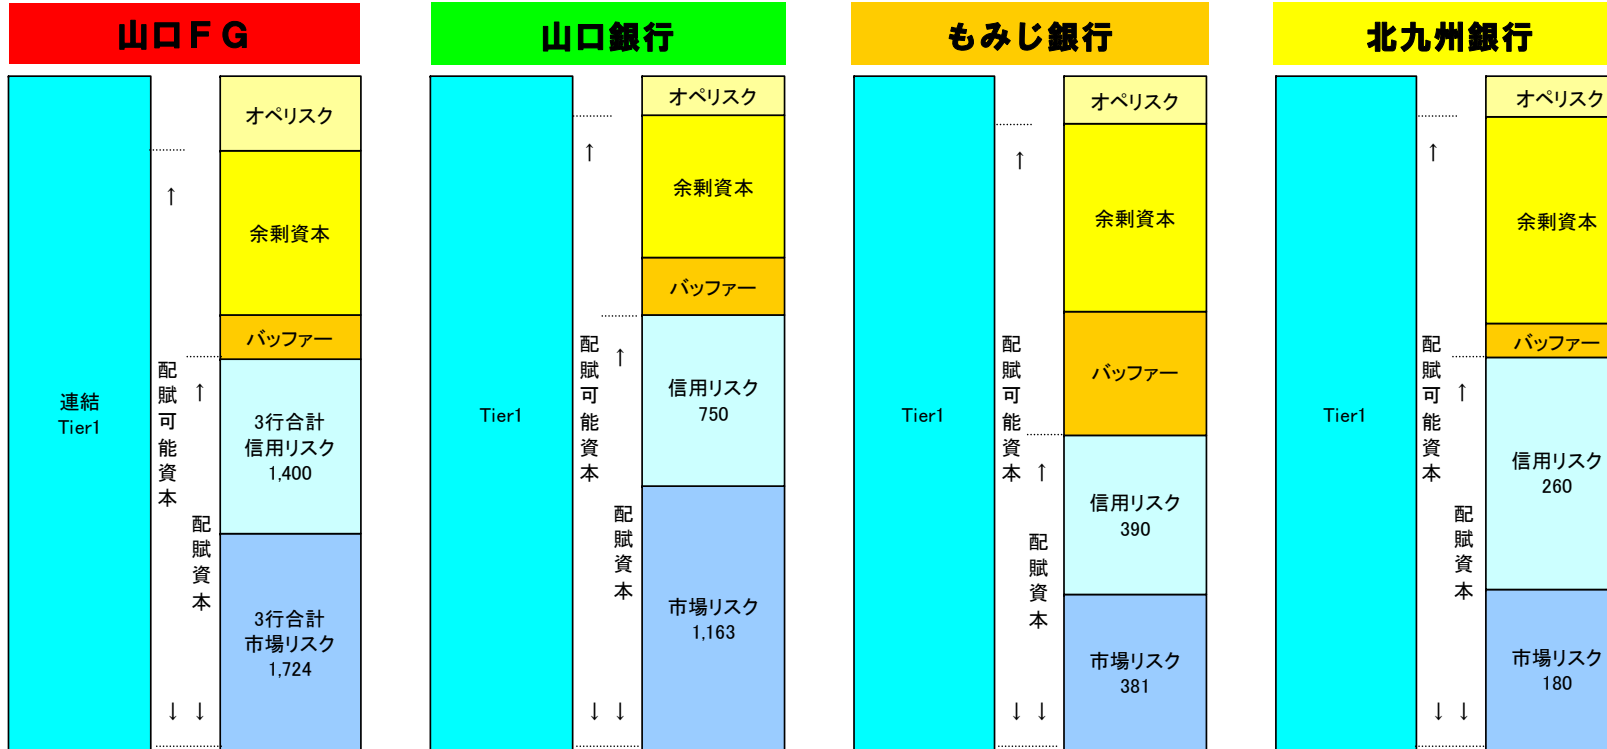 山口ＦＧ
連結
Tier1
↑
配賦可能資本
↓
↑
配賦資本
↓
オペリスク
余剰資本
バッファー
3行合計
信用リスク
1,400
3行合計
市場リスク
1,724
山口銀行
Tier1
↑
配賦可能資本
↓
↑
配賦資本
↓
オペリスク
余剰資本
バッファー
信用リスク
750
市場リスク
1,163
もみじ銀行
Tier1
↑
配賦可能資本
↓
↑
配賦資本
↓
オペリスク
余剰資本
バッファー
信用リスク
390
市場リスク
381
北九州銀行
Tier1
↑
配賦可能資本
↓
↑
配賦資本
↓
オペリスク
余剰資本
バッファー
信用リスク
260
市場リスク
180